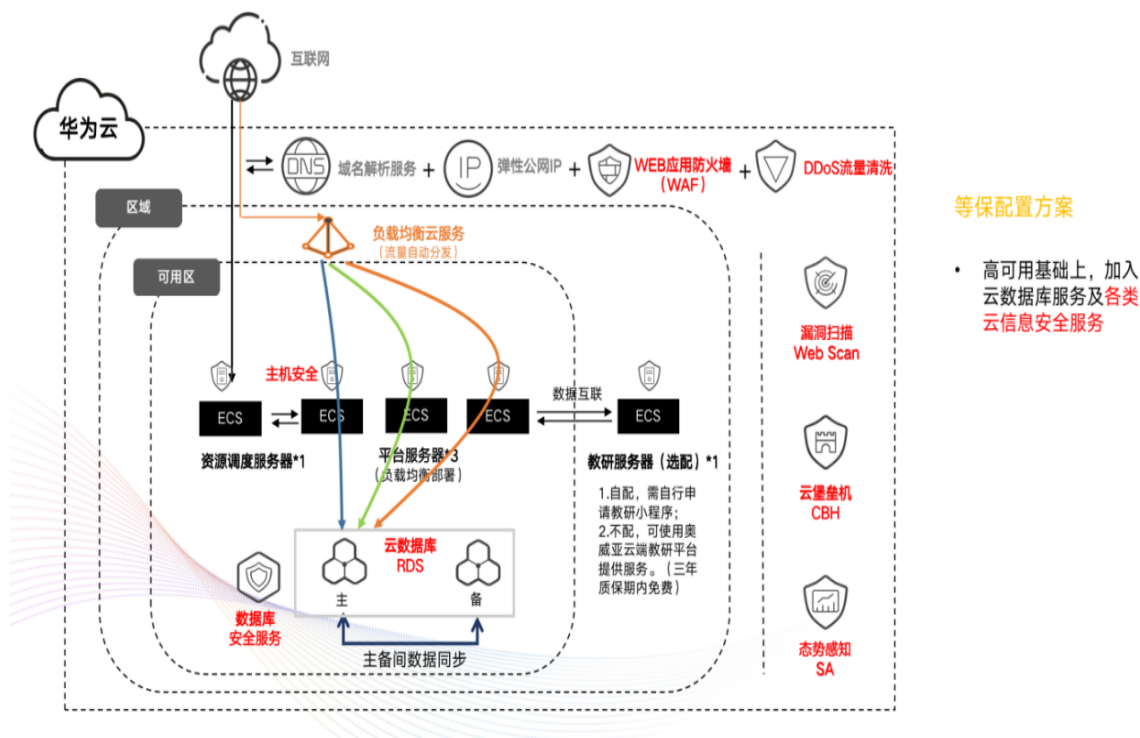 互联网
华为云
DNS
域名解析服务
+
IP
弹性公网IP
+
WEB应用防火墙
（WAF）
+
DDoS流量清洗
区域
负载均衡云服务
（流量自动分发）
可用区
主机安全
ECS
ECS
ECS
ECS
数据互联
ECS
资源调度服务器*1
平台服务器*3
（负载均衡部署）
教研服务器（选配）*1
1.自配，需自行申
请教研小程序；
2.不配，可使用奥
威亚云端教研平台
提供服务。（三年
质保期内免费）
云数据库
RDS
主
备
数据库
安全服务
主备间数据同步
漏洞扫描
Web Scan
云堡垒机
CBH
态势感知
SA
等保配置方案
• 高可用基础上，加入
云数据库服务及各类
云信息安全服务